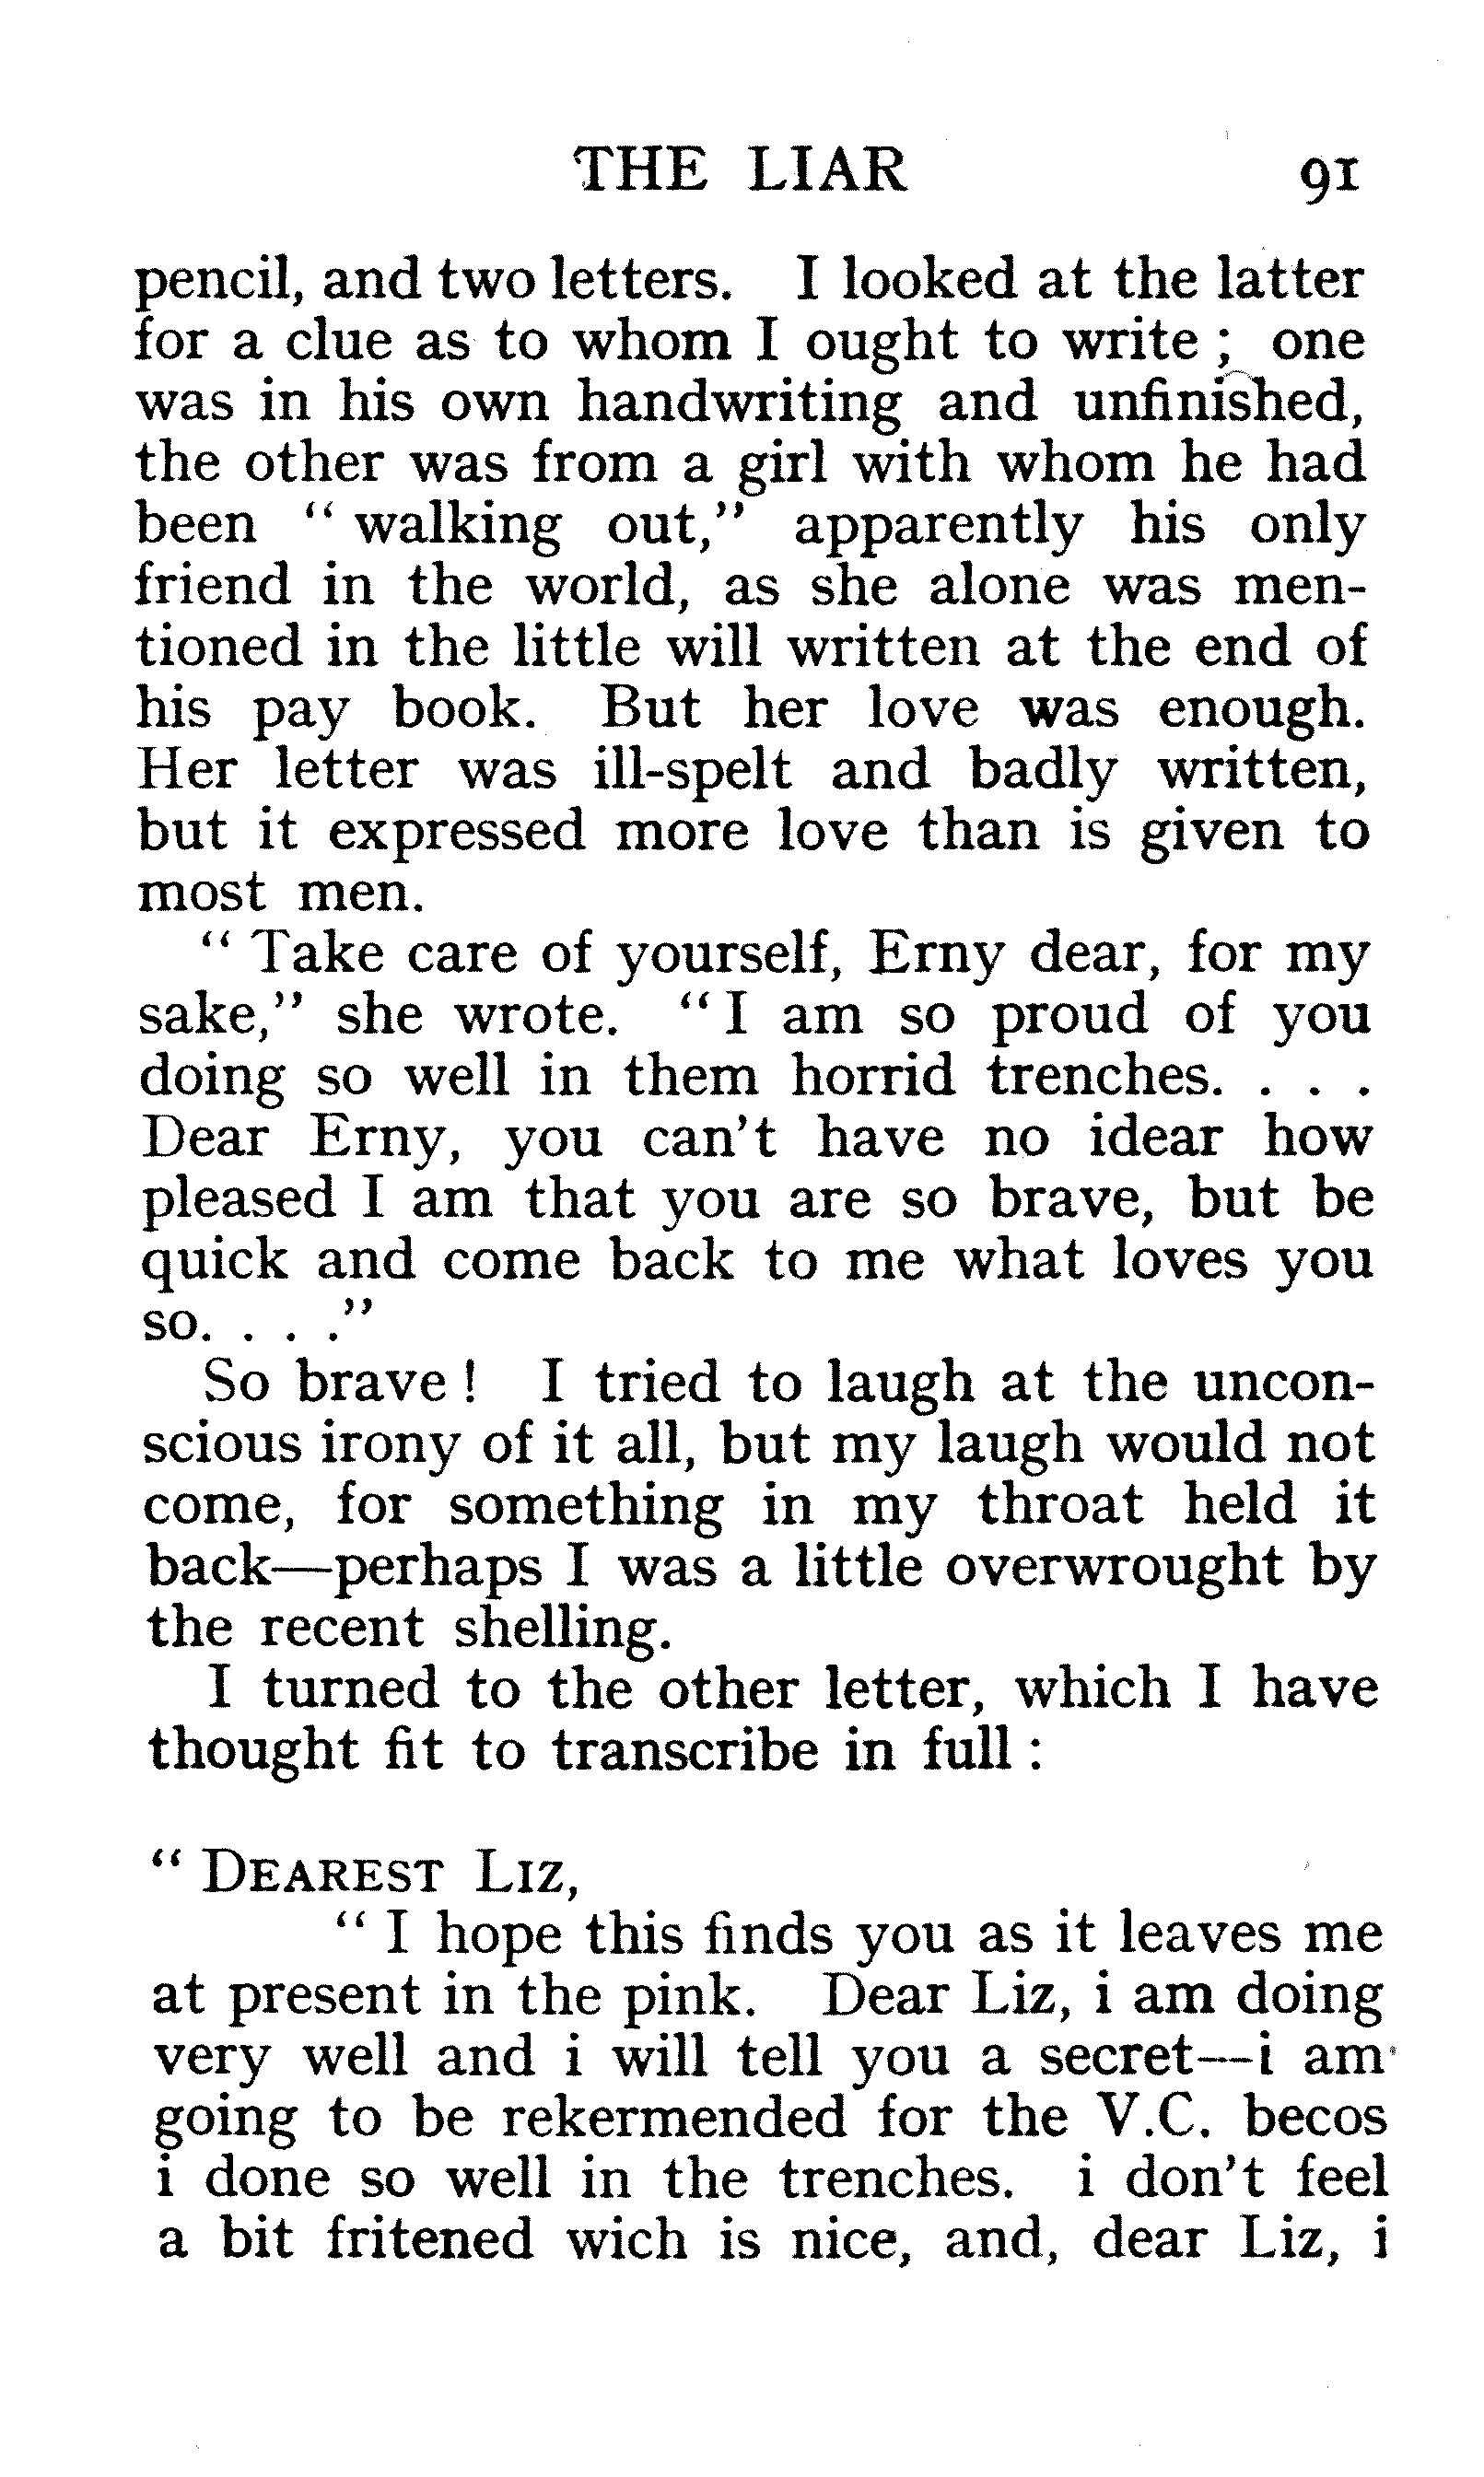 THE LIAR 91
pencil, and two letters. I looked at the latter
for a clue as to whom I ought to write ; one
was in his own handwriting and unfinished,
the other was from a girl with whom he had
been “ walking out,” apparently his only
friend in the world, as she alone was men-
tioned in the little will written at the end of
his pay book. But her love was enough.
Her letter was ill-spelt and badly written,
but it expressed more love than is given to
most men.
“ Take care of yourself, Erny dear, for my
sake,” she wrote. “ I am so proud of you
doing so well in them horrid trenches. . . .
Dear Erny, you can’t have no idear how
pleased I am that you are so brave, but be
quick and come back to me what loves you
so. . . .”
So brave ! I tried to laugh at the uncon-
scious irony of it all, but my laugh would not
come, for something in my throat held it
back—perhaps I was a little overwrought by
the recent shelling.
I turned to the other letter, which I have
thought fit to transcribe in full :
“ DEAREST LIZ,
“ I hope this finds you as it leaves me
at present in the pink. Dear Liz, i am doing
very well and i will tell you a secret—i am
going to be rekermended for the V.C. becos
i done so well in the trenches. i don’t feel
a bit fritened wich is nice, and, dear Liz, i